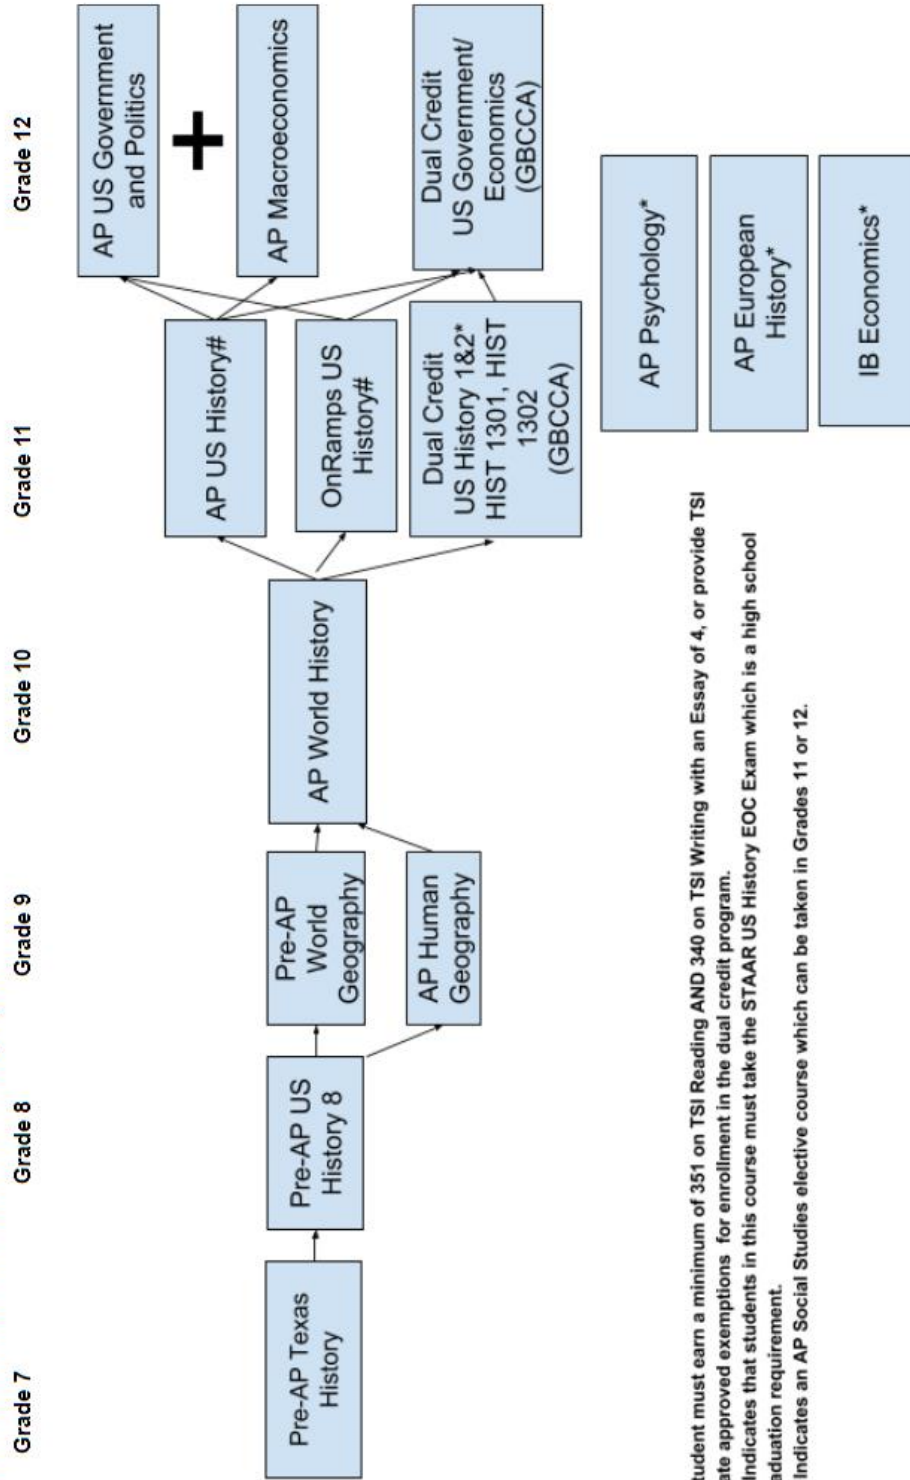 Grade 7
Grade 8
Grade 9
Grade 10
Grade 11
Grade 12
Pre-AP Texas
History
Pre-AP US
History 8
Pre-AP
World
Geography
AP Human
Geography
AP World History
AP US History#
OnRamps US
History#
Dual Credit
US History 1&2*
HIST 1301, HIST
1302
(GBCCA)
AP US Government
and Politics
+
AP Macroeconomics
Dual Credit
US Government/
Economics
(GBCCA)
AP Psychology*
AP European
History*
IB Economics*
must earn a minimum of 351 on TSI Reading AND 340 on TSI Writing with an Essay of 4, or provide TSI
approved exemptions for enrollment in the dual credit program.
Indicates that students in this course must take the STAAR US History EOC Exam which is a high school
requirement.
Indicates an AP Social Studies elective course which can be taken in Grades 11 or 12.